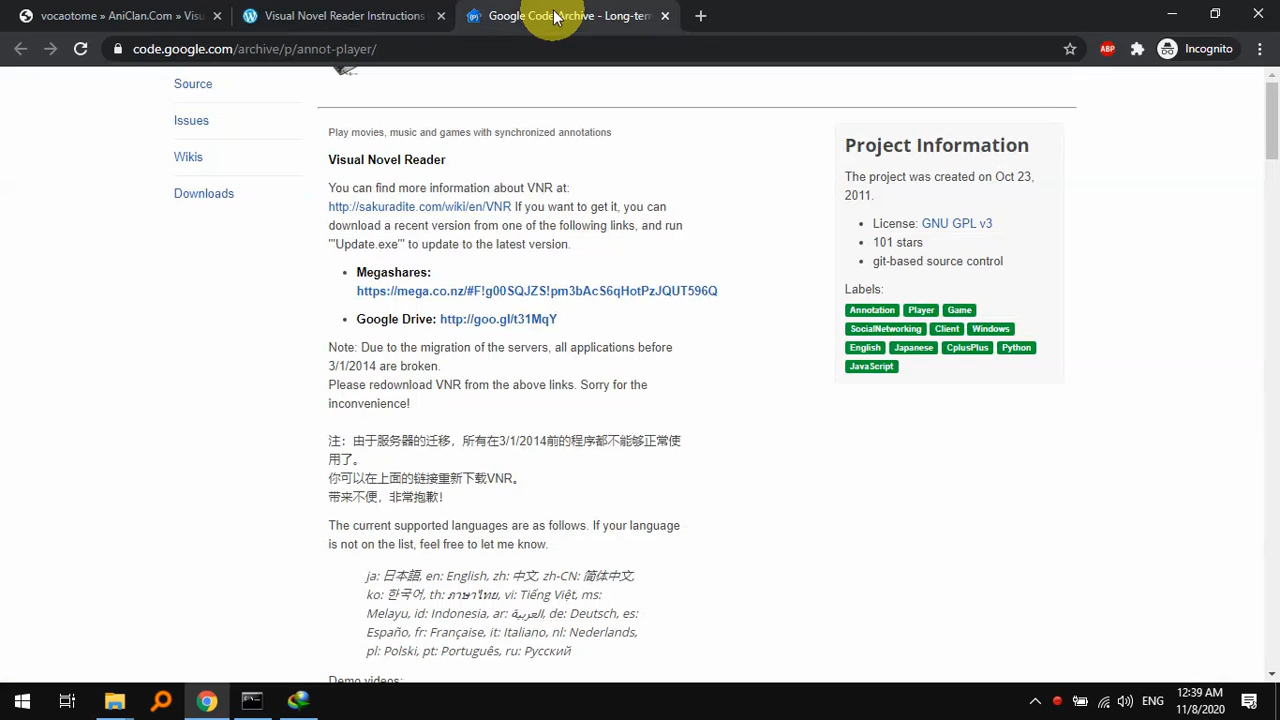 vocaotome » AniClan.Com » Visu
Visual Novel Reader Instructions
Google Code Archive - Long-term
code.google.com/archive/p/annot-player/
ABP
Incognito
Source
Issues
Wikis
Downloads
Play movies, music and games with synchronized annotations
Visual Novel Reader
You can find more information about VNR at:
http://sakuradite.com/wiki/en/VNR If you want to get it, you can
download a recent version from one of the following links, and run
'"Update.exe"' to update to the latest version.
Megashares:
https://mega.co.nz/#F!g00SQJZS!pm3bAcS6qHotPzJQUT596Q
Google Drive: http://goo.gl/t31MqY
Note: Due to the migration of the servers, all applications before
3/1/2014 are broken.
Please redownload VNR from the above links. Sorry for the
inconvenience!
注：由于服务器的迁移，所有在3/1/2014前的程序都不能够正常使
用了。
你可以在上面的链接重新下载VNR。
带来不便，非常抱歉！
The current supported languages are as follows. If your language
is not on the list, feel free to let me know.
ja: 日本語, en: English, zh: 中文, zh-CN: 简体中文,
ko: 한국어, th: ภาษาไทย, vi: Tiếng Việt, ms:
Melayu, id: Indonesia, ar: العربية, de: Deutsch, es:
Español, fr: Française, it: Italiano, nl: Nederlands,
pl: Polski, pt: Português, ru: Русский
Demo videos:
Project Information
The project was created on Oct 23,
2011.
License: GNU GPL v3
101 stars
git-based source control
Labels:
Annotation Player Game
SocialNetworking Client Windows
English Japanese CplusPlus Python
JavaScript
ENG
12:39 AM
11/8/2020